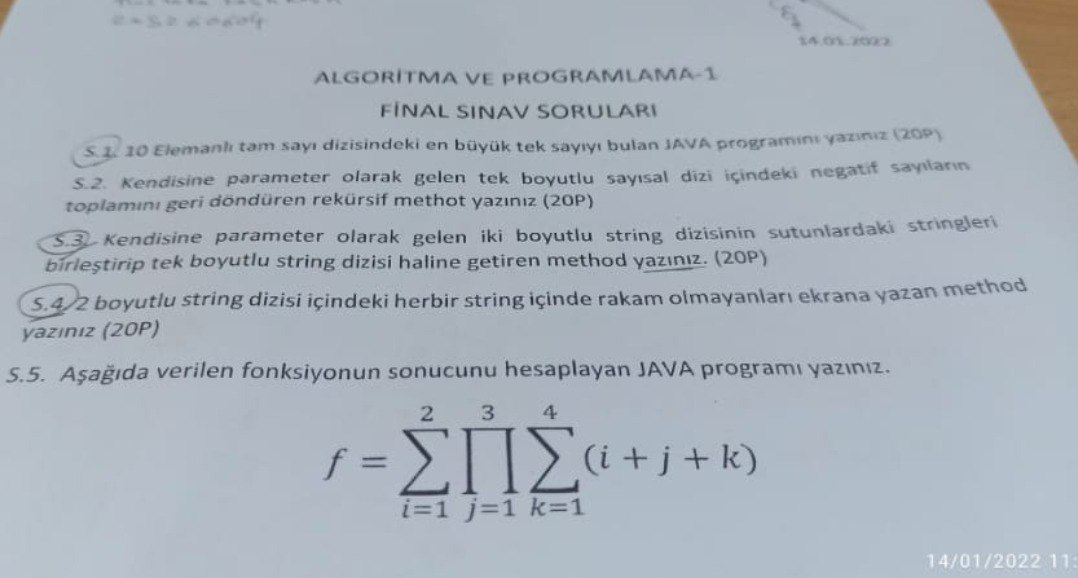 14.01.2022
ALGORİTMA VE PROGRAMLAMA-1
FİNAL SINAV SORULARI
S.1. 10 Elemanlı tam sayı dizisindeki en büyük tek sayıyı bulan JAVA programını yazınız (20P)
S.2. Kendisine parameter olarak gelen tek boyutlu sayısal dizi içindeki negatif sayıların
toplamını geri döndüren rekürsif methot yazınız (20P)
S.3. Kendisine parameter olarak gelen iki boyutlu string dizisinin sutunlardaki stringleri
birleştirip tek boyutlu string dizisi haline getiren method yazınız. (20P)
S.4. 2 boyutlu string dizisi içindeki herbir string içinde rakam olmayanları ekrana yazan method
yazınız (20P)
S.5. Aşağıda verilen fonksiyonun sonucunu hesaplayan JAVA programı yazınız.
2 3 4
f = ∑ ∏ ∑ (i + j + k)
i=1 j=1 k=1
14/01/2022 11: